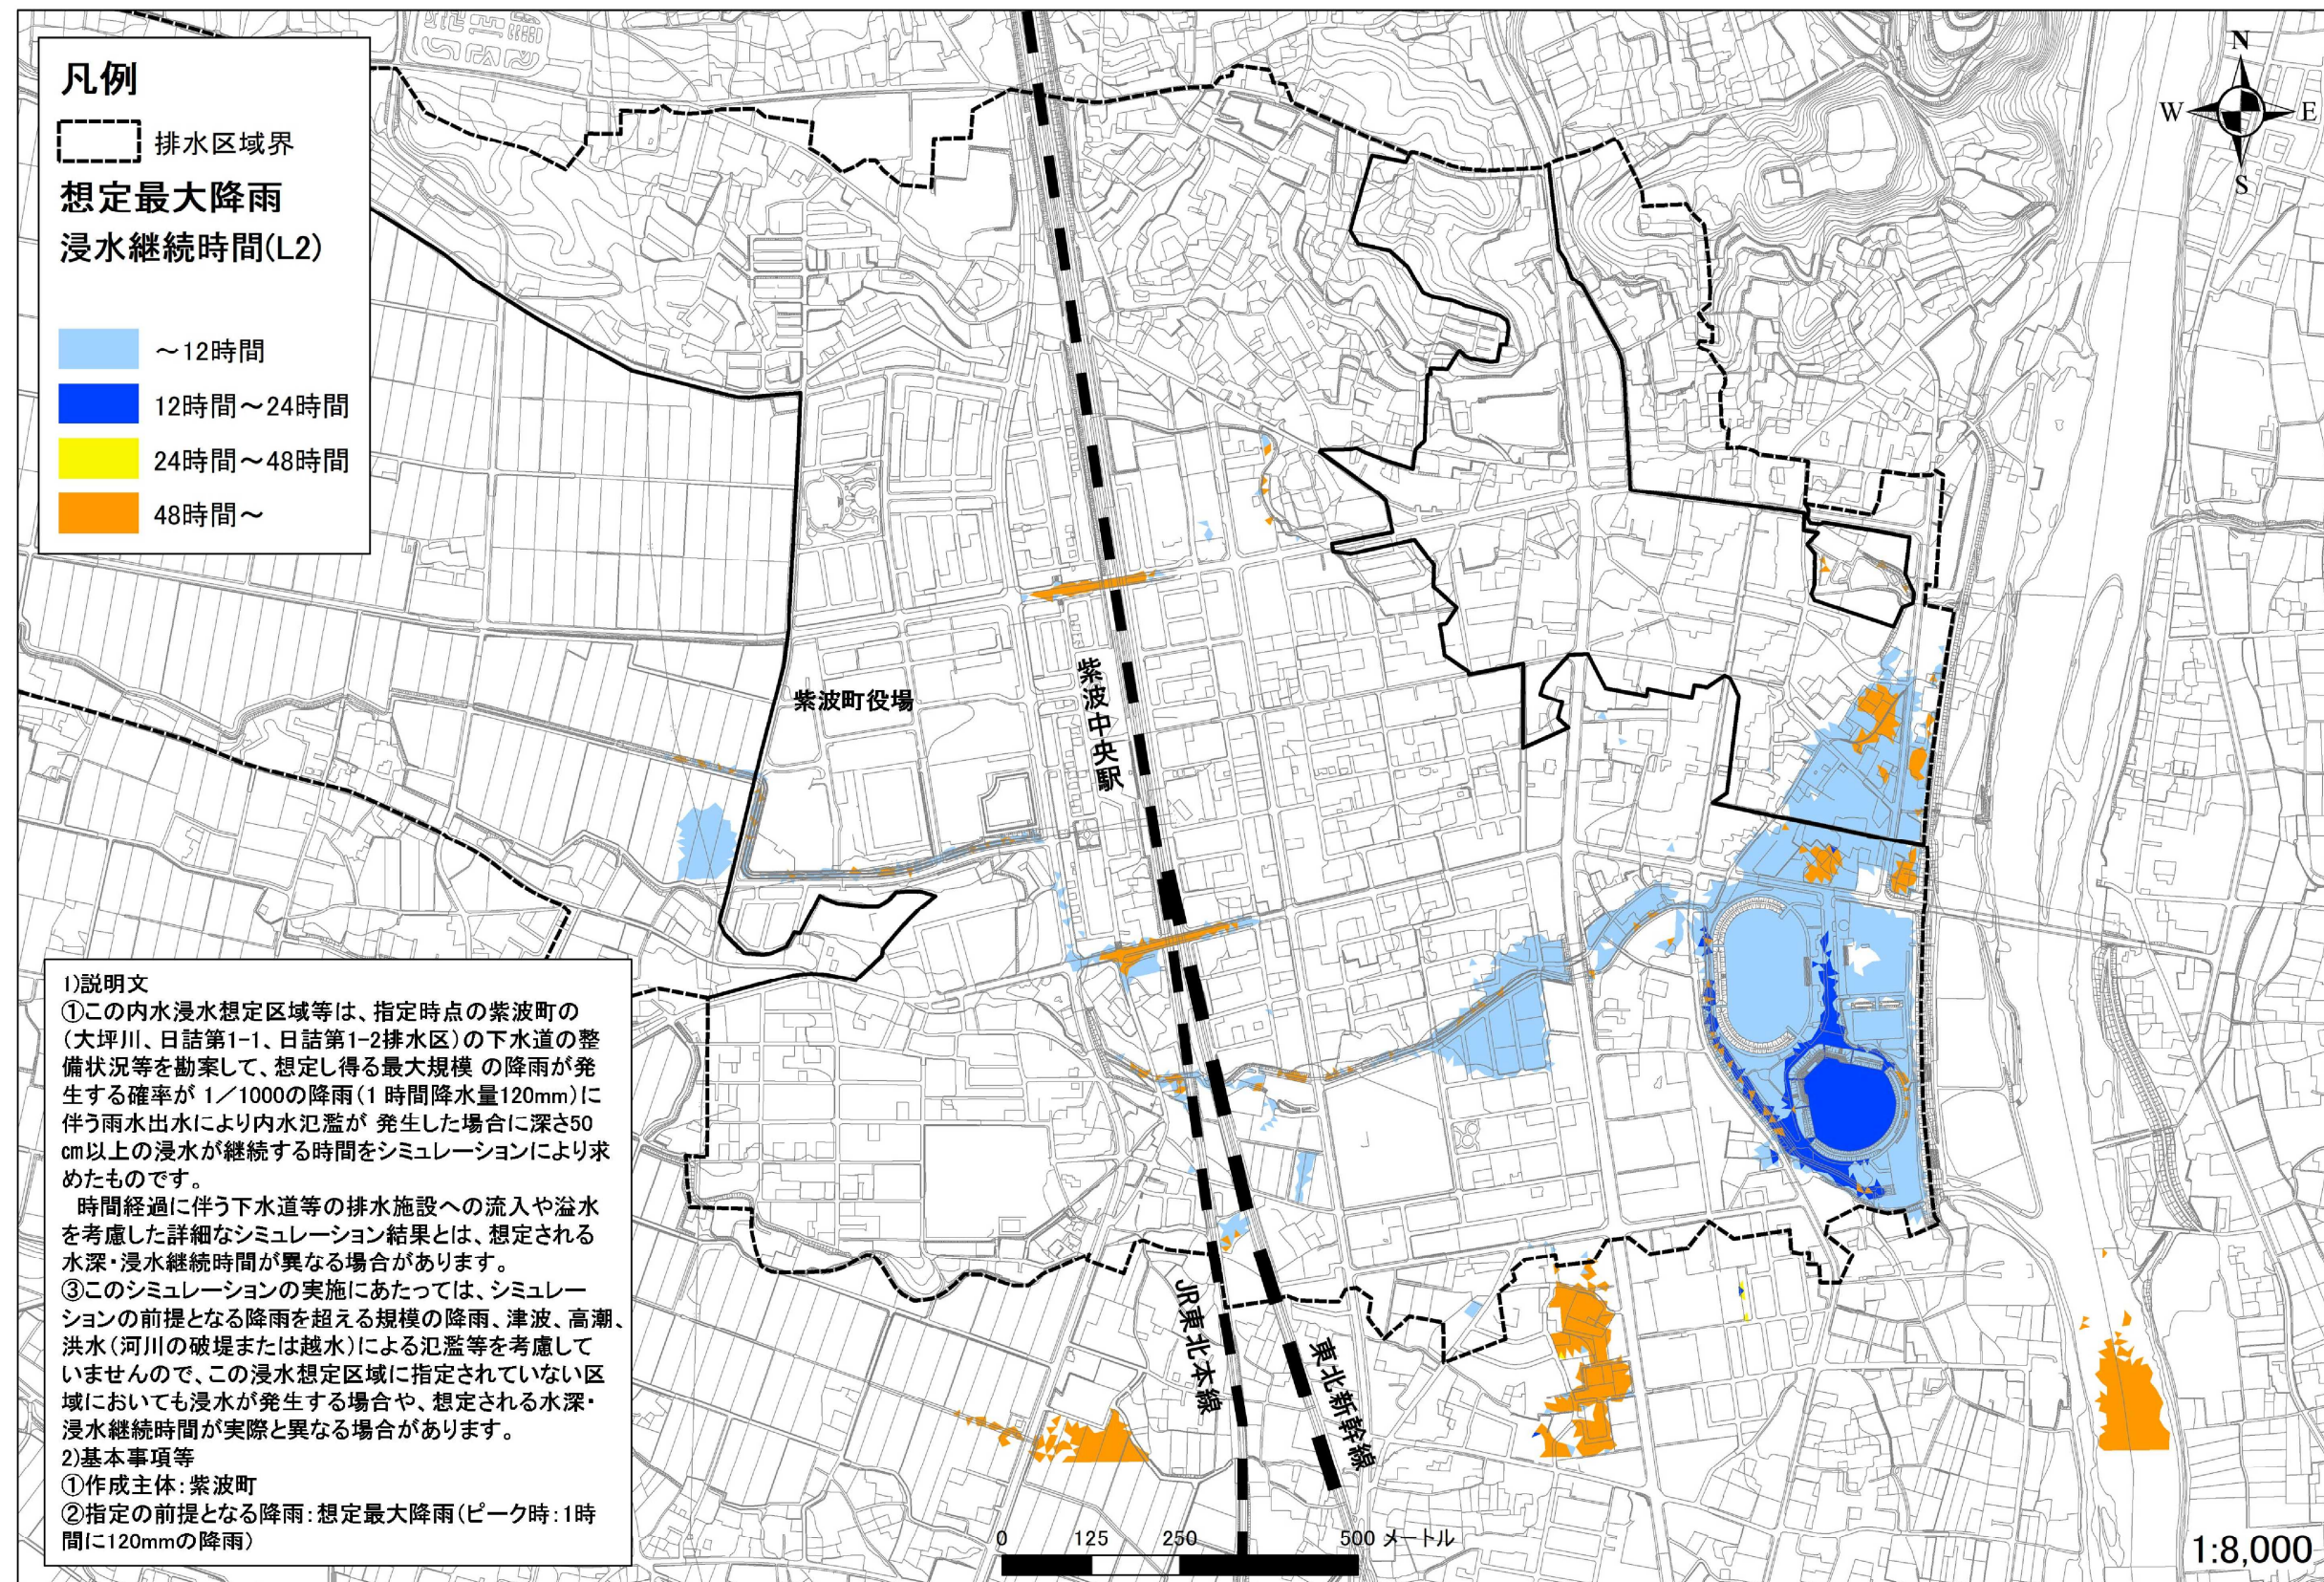 凡例
排水区域界
想定最大降雨
浸水継続時間(L2)
～12時間
12時間～24時間
24時間～48時間
48時間～
N
W
E
S
紫波町役場
紫波中央駅
JR東北本線
東北新幹線
1)説明文
①この内水浸水想定区域等は、指定時点の紫波町の
（大坪川、日詰第1-1、日詰第1-2排水区）の下水道の整
備状況等を勘案して、想定し得る最大規模 の降雨が発
生する確率が 1／1000の降雨（1 時間降水量120mm）に
伴う雨水出水により内水氾濫が 発生した場合に深さ50
㎝以上の浸水が継続する時間をシミュレーションにより求
めたものです。
時間経過に伴う下水道等の排水施設への流入や溢水
を考慮した詳細なシミュレーション結果とは、想定される
水深・浸水継続時間が異なる場合があります。
③このシミュレーションの実施にあたっては、シミュレー
ションの前提となる降雨を超える規模の降雨、津波、高潮、
洪水（河川の破堤または越水）による氾濫等を考慮して
いませんので、この浸水想定区域に指定されていない区
域においても浸水が発生する場合や、想定される水深・
浸水継続時間が実際と異なる場合があります。
2)基本事項等
①作成主体：紫波町
②指定の前提となる降雨：想定最大降雨（ピーク時：1時
間に120mmの降雨）
0 125 250 500 メートル
1:8,000